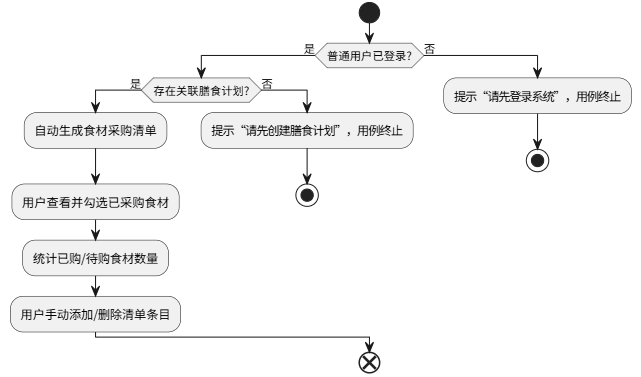 普通用户已登录?
是
否
存在关联膳食计划?
是
否
提示“请先登录系统”，用例终止
自动生成食材采购清单
提示“请先创建膳食计划”，用例终止
用户查看并勾选已采购食材
统计已购/待购食材数量
用户手动添加/删除清单条目